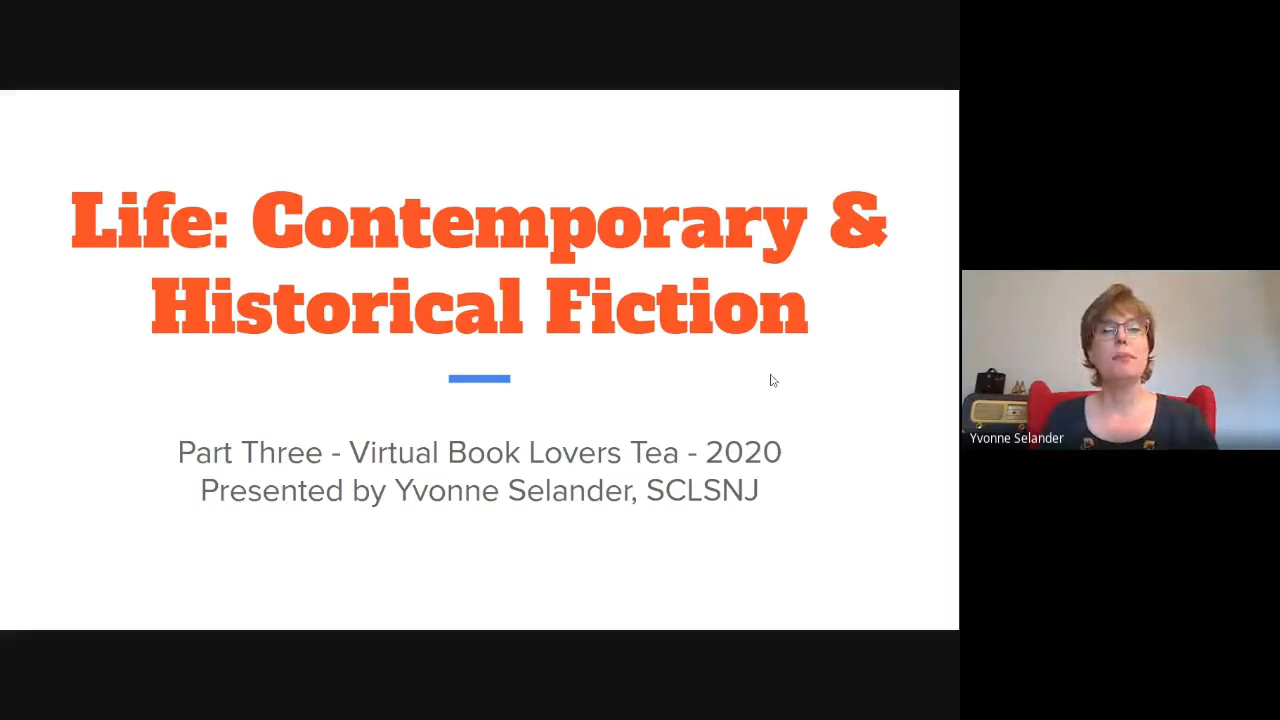 Life: Contemporary &
Historical Fiction
Part Three - Virtual Book Lovers Tea - 2020
Presented by Yvonne Selander, SCLSNJ
Yvonne Selander